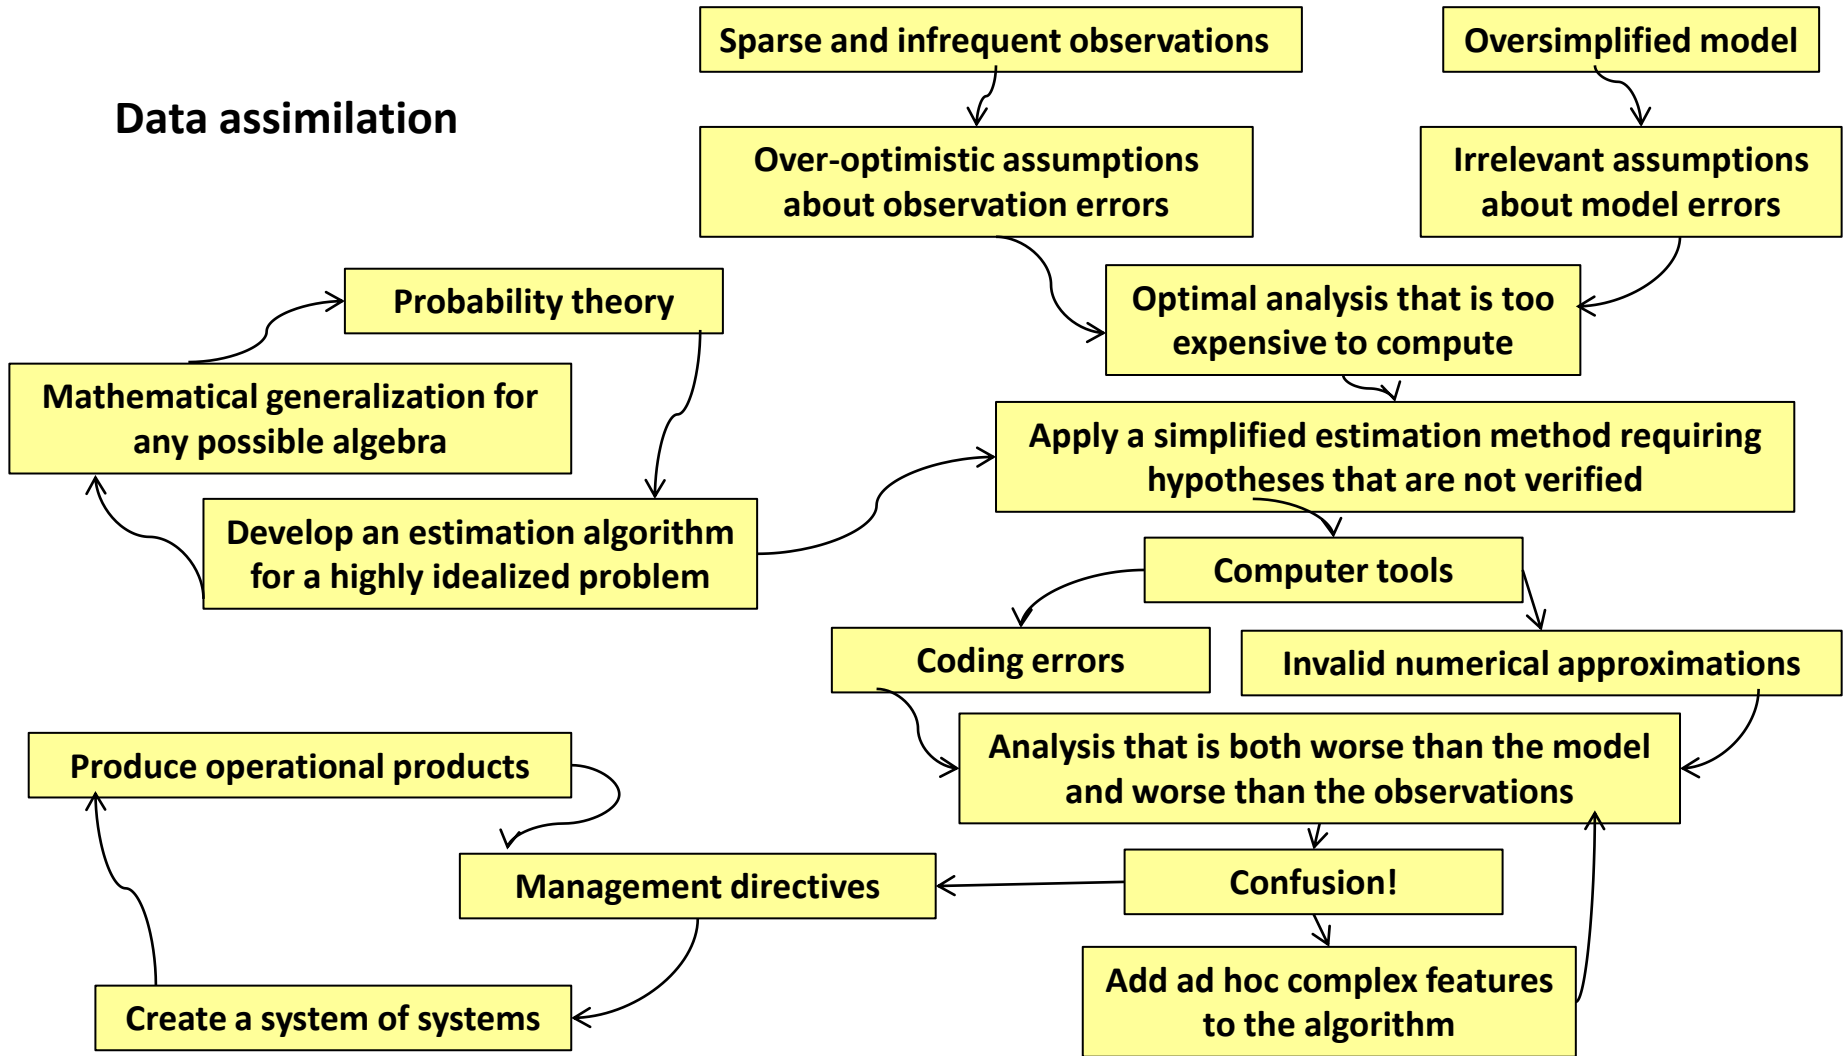 Sparse and infrequent observations
Oversimplified model
Data assimilation
Over-optimistic assumptions
about observation errors
Irrelevant assumptions
about model errors
Probability theory
Optimal analysis that is too
expensive to compute
Mathematical generalization for
any possible algebra
Apply a simplified estimation method requiring
hypotheses that are not verified
Develop an estimation algorithm
for a highly idealized problem
Computer tools
Coding errors
Invalid numerical approximations
Produce operational products
Analysis that is both worse than the model
and worse than the observations
Management directives
Confusion!
Create a system of systems
Add ad hoc complex features
to the algorithm